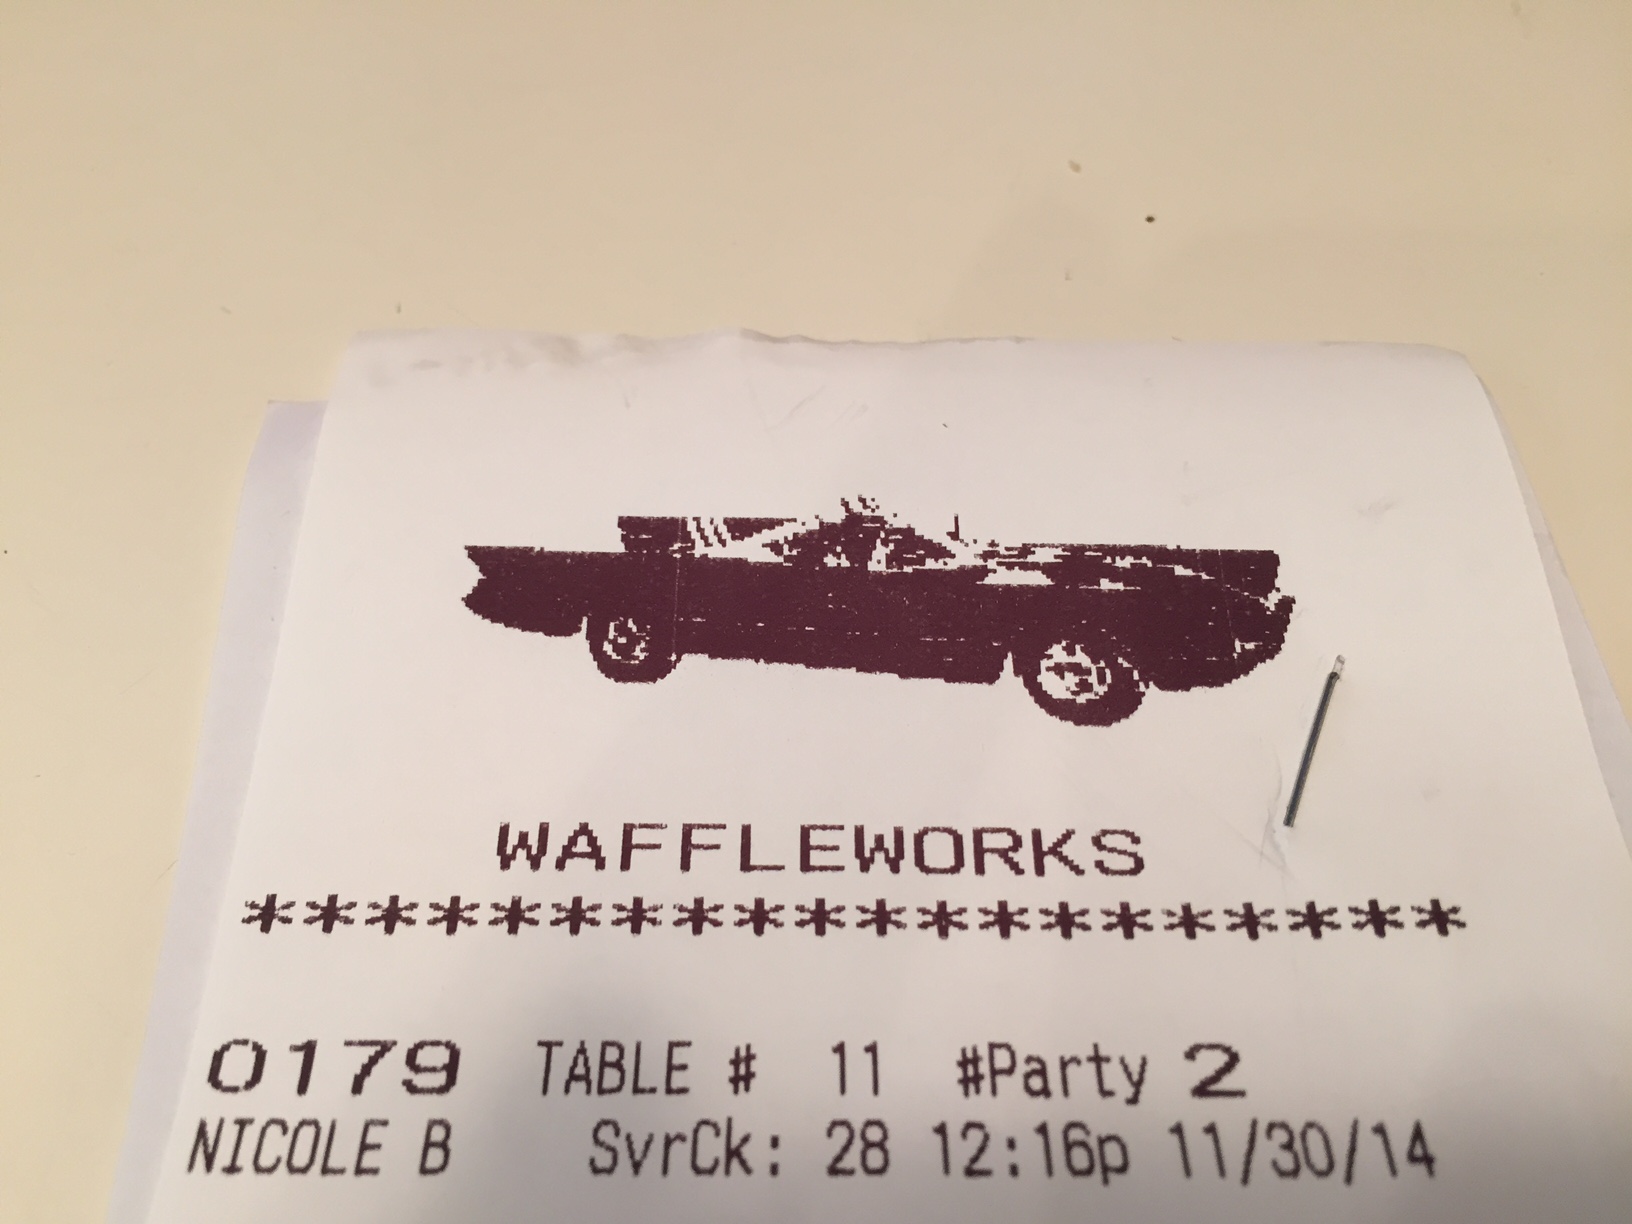 WAFFLEWORKS
********************
0179 TABLE # 11 #Party 2
NICOLE B SvrCk: 28 12:16p 11/30/14